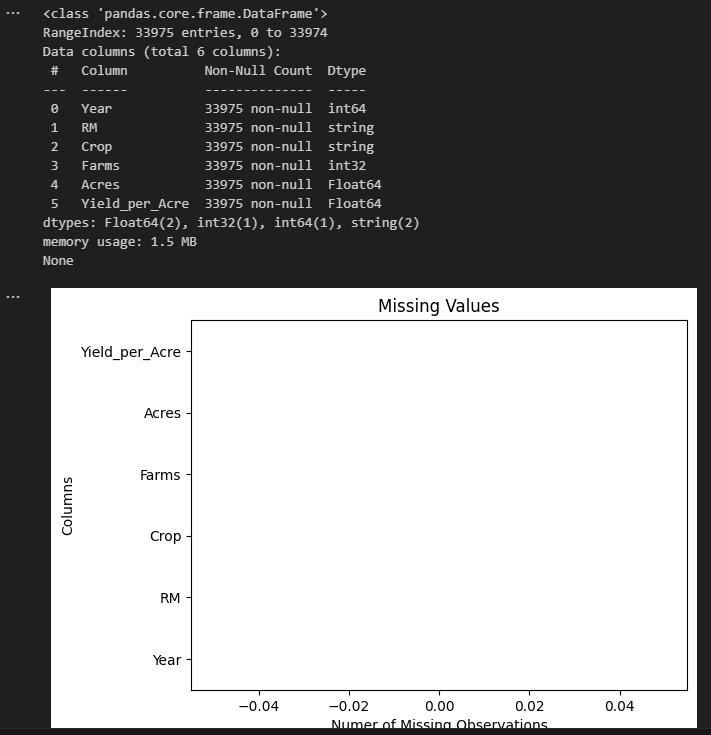 <class 'pandas.core.frame.DataFrame'>
RangeIndex: 33975 entries, 0 to 33974
Data columns (total 6 columns):
 #   Column          Non-Null Count  Dtype
---  ------          --------------  -----
 0   Year            33975 non-null  int64
 1   RM              33975 non-null  string
 2   Crop            33975 non-null  string
 3   Farms           33975 non-null  int32
 4   Acres           33975 non-null  Float64
 5   Yield_per_Acre  33975 non-null  Float64
dtypes: Float64(2), int32(1), int64(1), string(2)
memory usage: 1.5 MB
None
Missing Values
Yield_per_Acre
Acres
Farms
Crop
RM
Year
Columns
−0.04 −0.02 0.00 0.02 0.04
Numer of Missing Observations